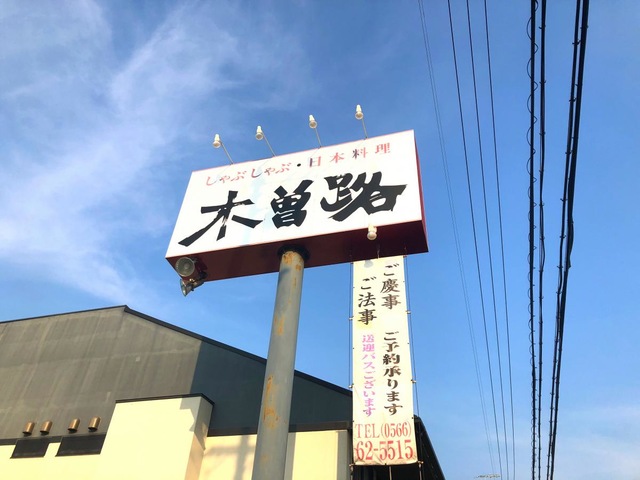 しゃぶしゃぶ・日本料理
木曽路
ご慶事
ご法事
ご予約承ります
送迎バスございます
TEL(0566)
62-5515